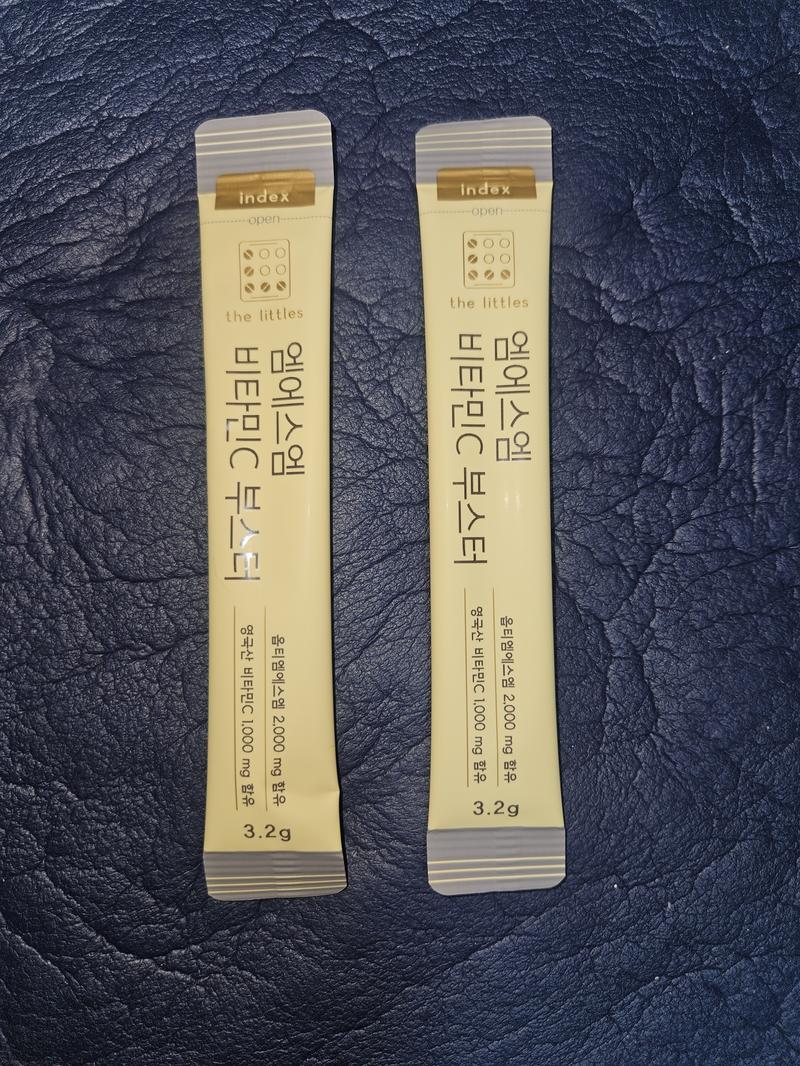 index
open
the littles
엠에스엠
비타민C 부스터
옵티엠에스엠 2,000 mg 함유
영국산 비타민C 1,000 mg 함유
3.2g
index
open
the littles
엠에스엠
비타민C 부스터
옵티엠에스엠 2,000 mg 함유
영국산 비타민C 1,000 mg 함유
3.2g